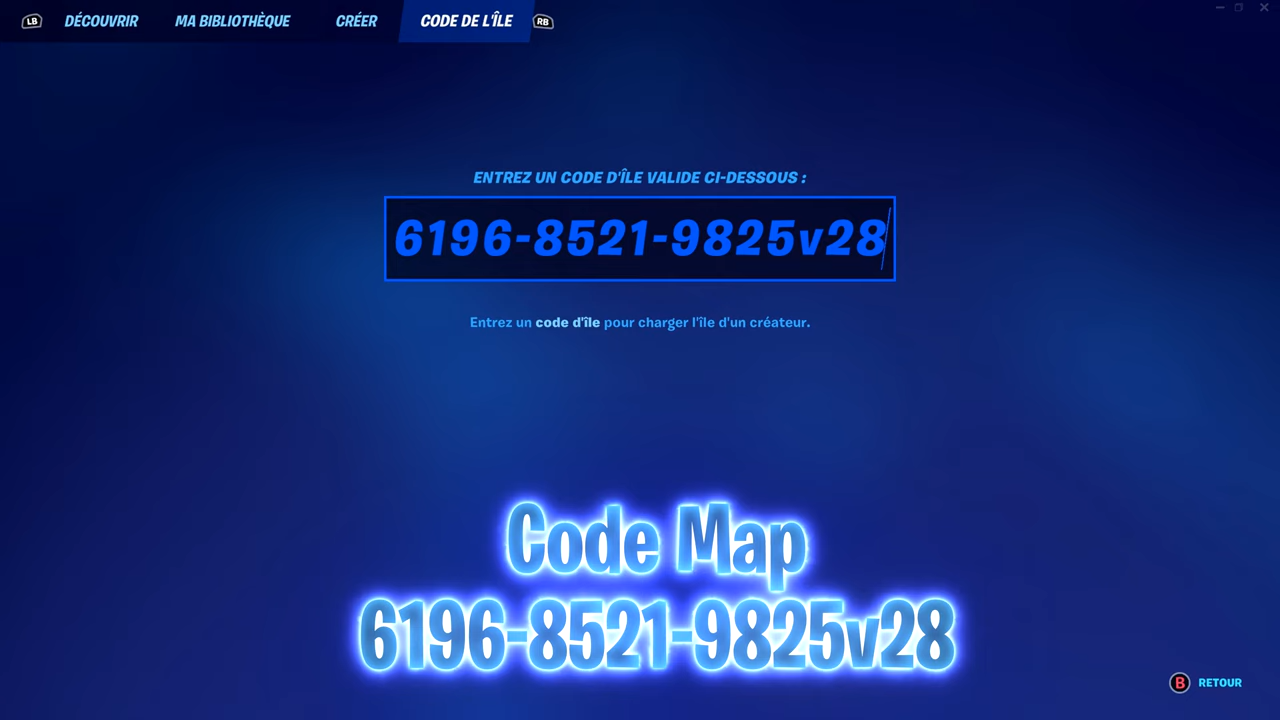 LB DÉCOUVRIR MA BIBLIOTHÈQUE CRÉER CODE DE L'ÎLE RB
ENTREZ UN CODE D'ÎLE VALIDE CI-DESSOUS :
6196-8521-9825v28
Entrez un code d'île pour charger l'île d'un créateur.
Code Map
6196-8521-9825v28
B RETOUR